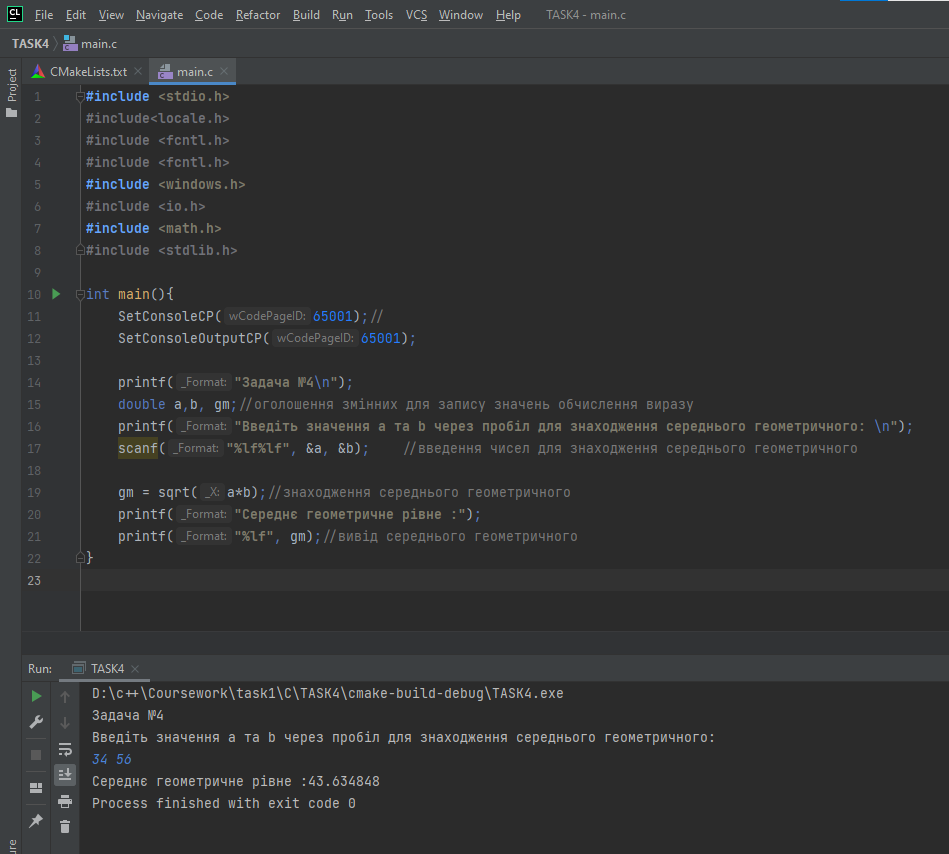 CL File Edit View Navigate Code Refactor Build Run Tools VCS Window Help TASK4 - main.c
TASK4 main.c
Project
CMakeLists.txt main.c
1 #include <stdio.h>
2 #include<locale.h>
3 #include <fcntl.h>
4 #include <fcntl.h>
5 #include <windows.h>
6 #include <io.h>
7 #include <math.h>
8 #include <stdlib.h>
9
10 int main(){
11 SetConsoleCP( wCodePageID: 65001);//
12 SetConsoleOutputCP( wCodePageID: 65001);
13
14 printf( _Format: "Задача №4\n");
15 double a,b, gm;//оголошення змінних для запису значень обчислення виразу
16 printf( _Format: "Введіть значення a та b через пробіл для знаходження середнього геометричного: \n");
17 scanf( _Format: "%lf%lf", &a, &b); //введення чисел для знаходження середнього геометричного
18
19 gm = sqrt( _X: a*b);//знаходження середнього геометричного
20 printf( _Format: "Середнє геометричне рівне :");
21 printf( _Format: "%lf", gm);//вивід середнього геометричного
22 }
23
Run: TASK4
D:\c++\Coursework\task1\C\TASK4\cmake-build-debug\TASK4.exe
Задача №4
Введіть значення a та b через пробіл для знаходження середнього геометричного:
34 56
Середнє геометричне рівне :43.634848
Process finished with exit code 0